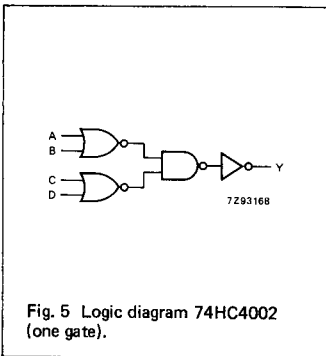 A
B
C
D
Y
7Z93168
Fig. 5 Logic diagram 74HC4002
(one gate).